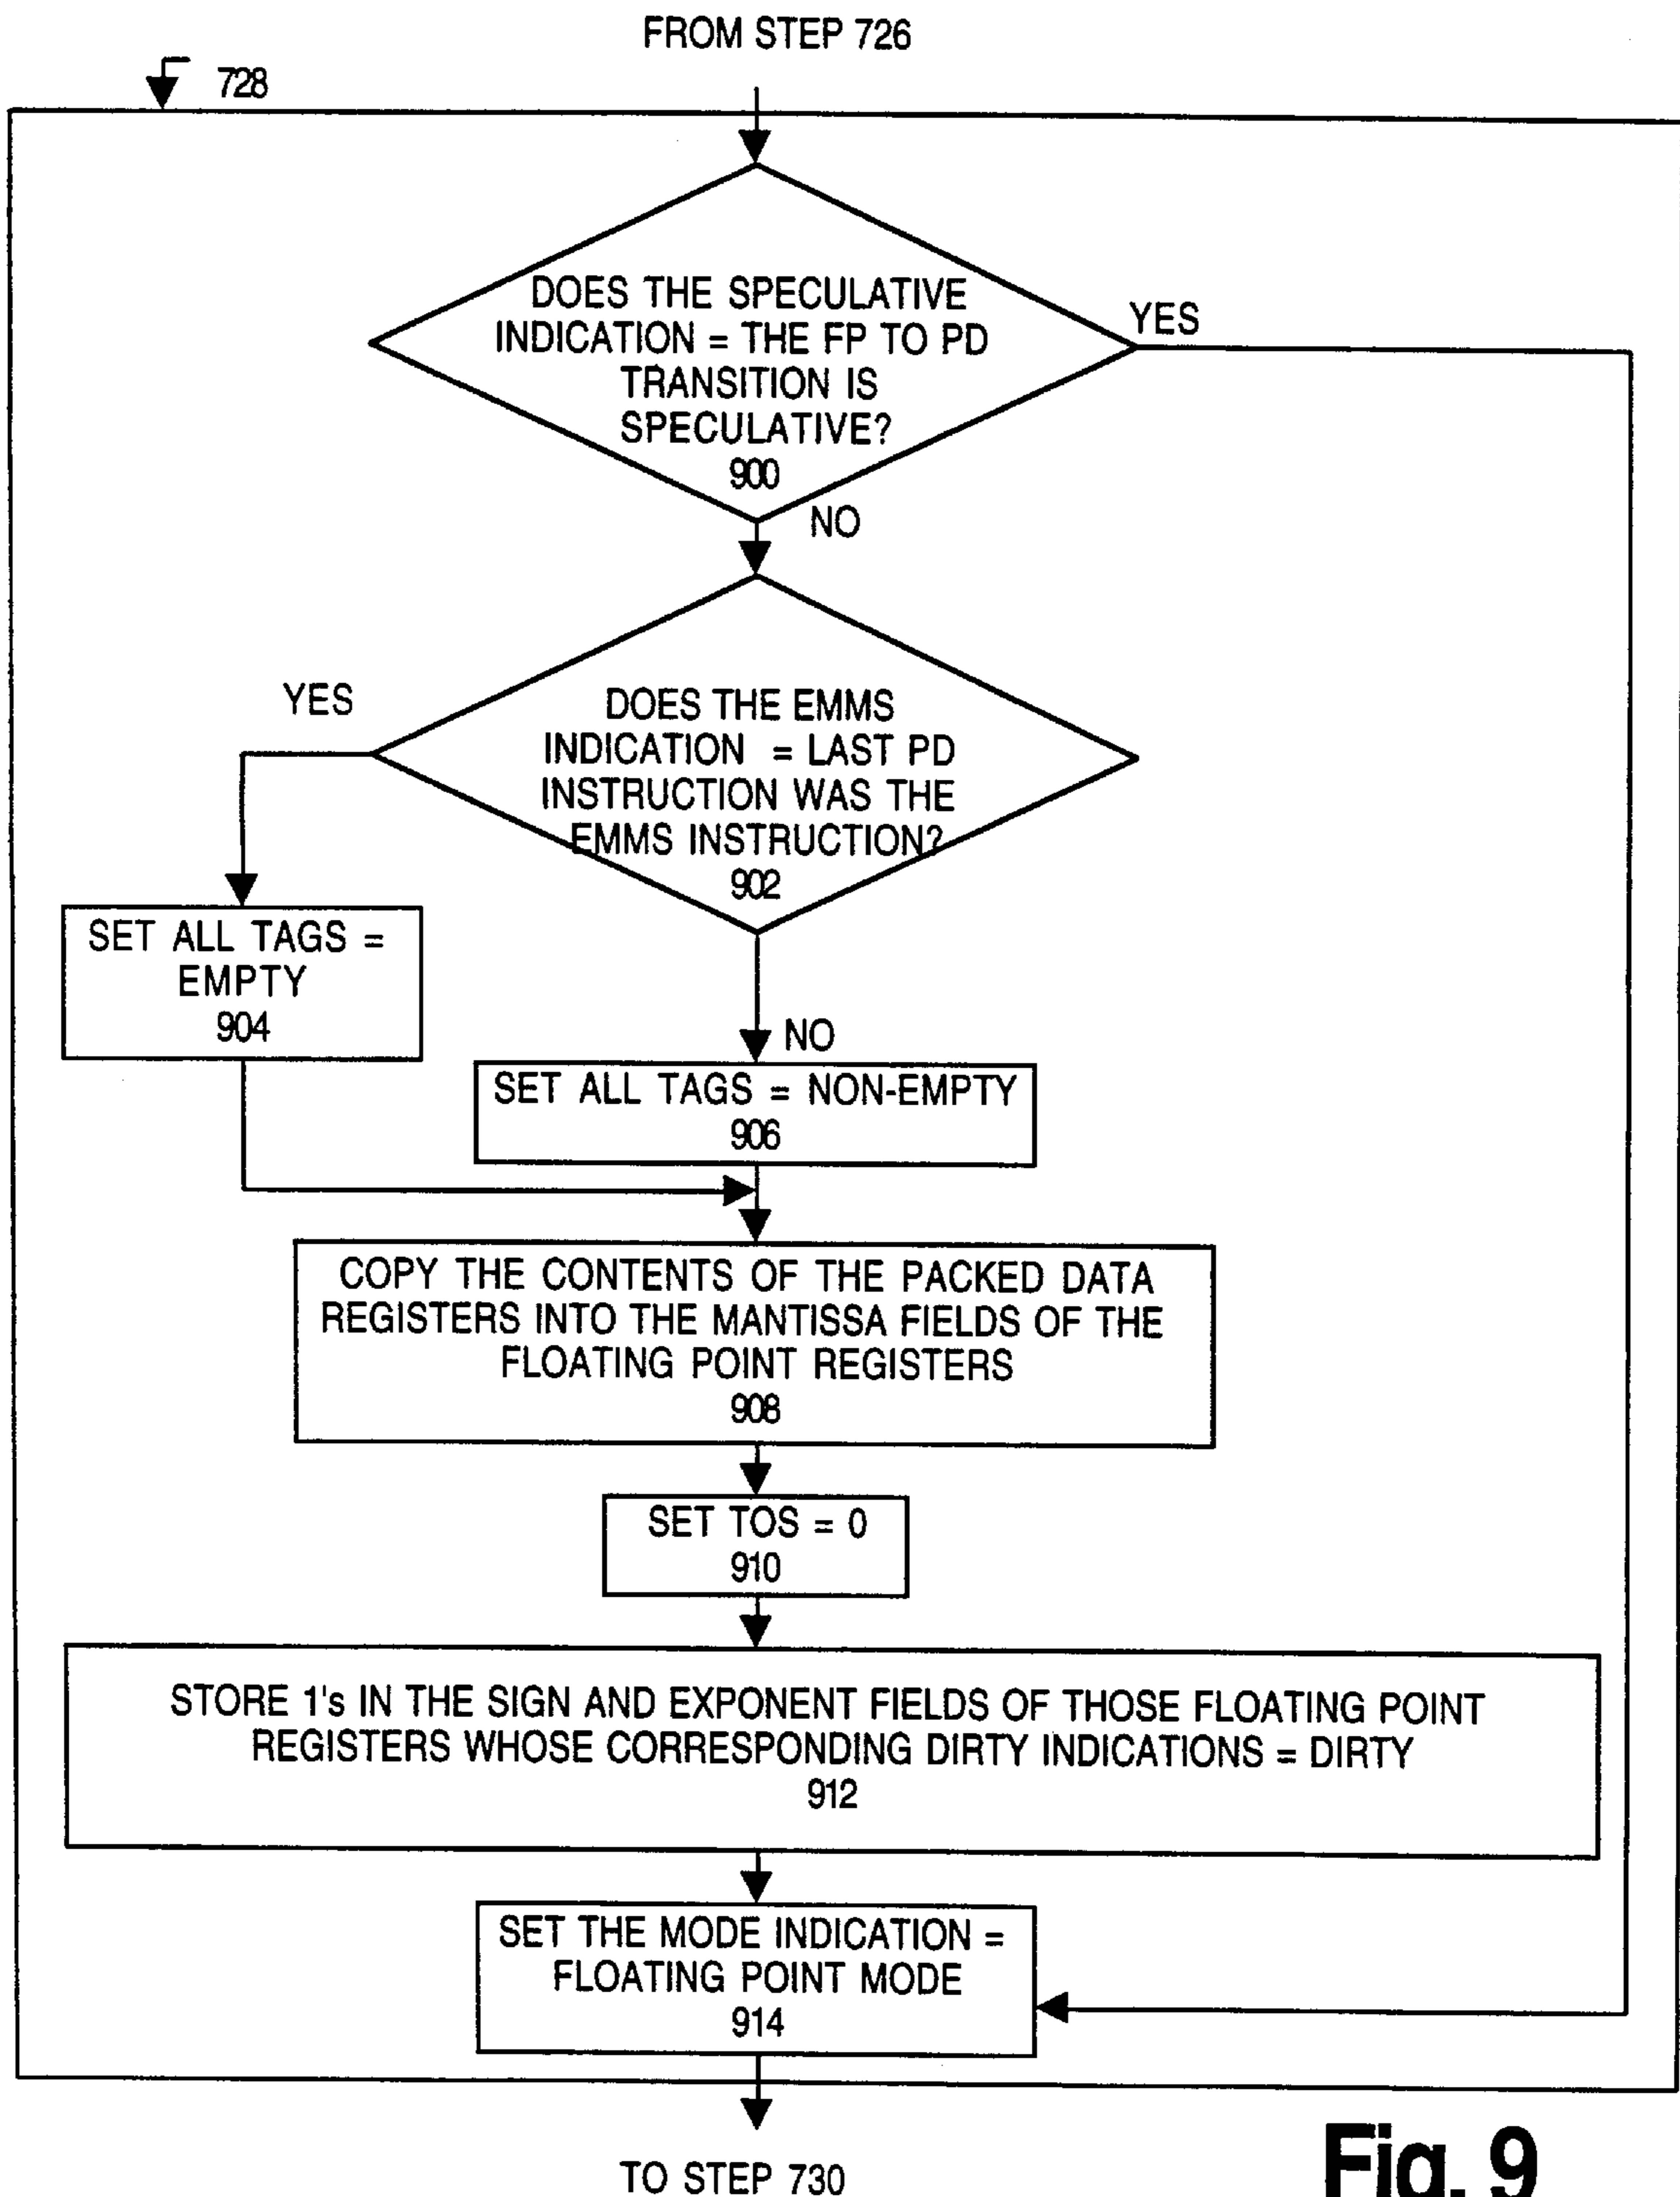 FROM STEP 726
728
DOES THE SPECULATIVE
INDICATION = THE FP TO PD
TRANSITION IS
SPECULATIVE?
900
YES
NO
DOES THE EMMS
INDICATION = LAST PD
INSTRUCTION WAS THE
EMMS INSTRUCTION?
902
YES
SET ALL TAGS =
EMPTY
904
NO
SET ALL TAGS = NON-EMPTY
906
COPY THE CONTENTS OF THE PACKED DATA
REGISTERS INTO THE MANTISSA FIELDS OF THE
FLOATING POINT REGISTERS
908
SET TOS = 0
910
STORE 1's IN THE SIGN AND EXPONENT FIELDS OF THOSE FLOATING POINT
REGISTERS WHOSE CORRESPONDING DIRTY INDICATIONS = DIRTY
912
SET THE MODE INDICATION =
FLOATING POINT MODE
914
TO STEP 730
Fig. 9